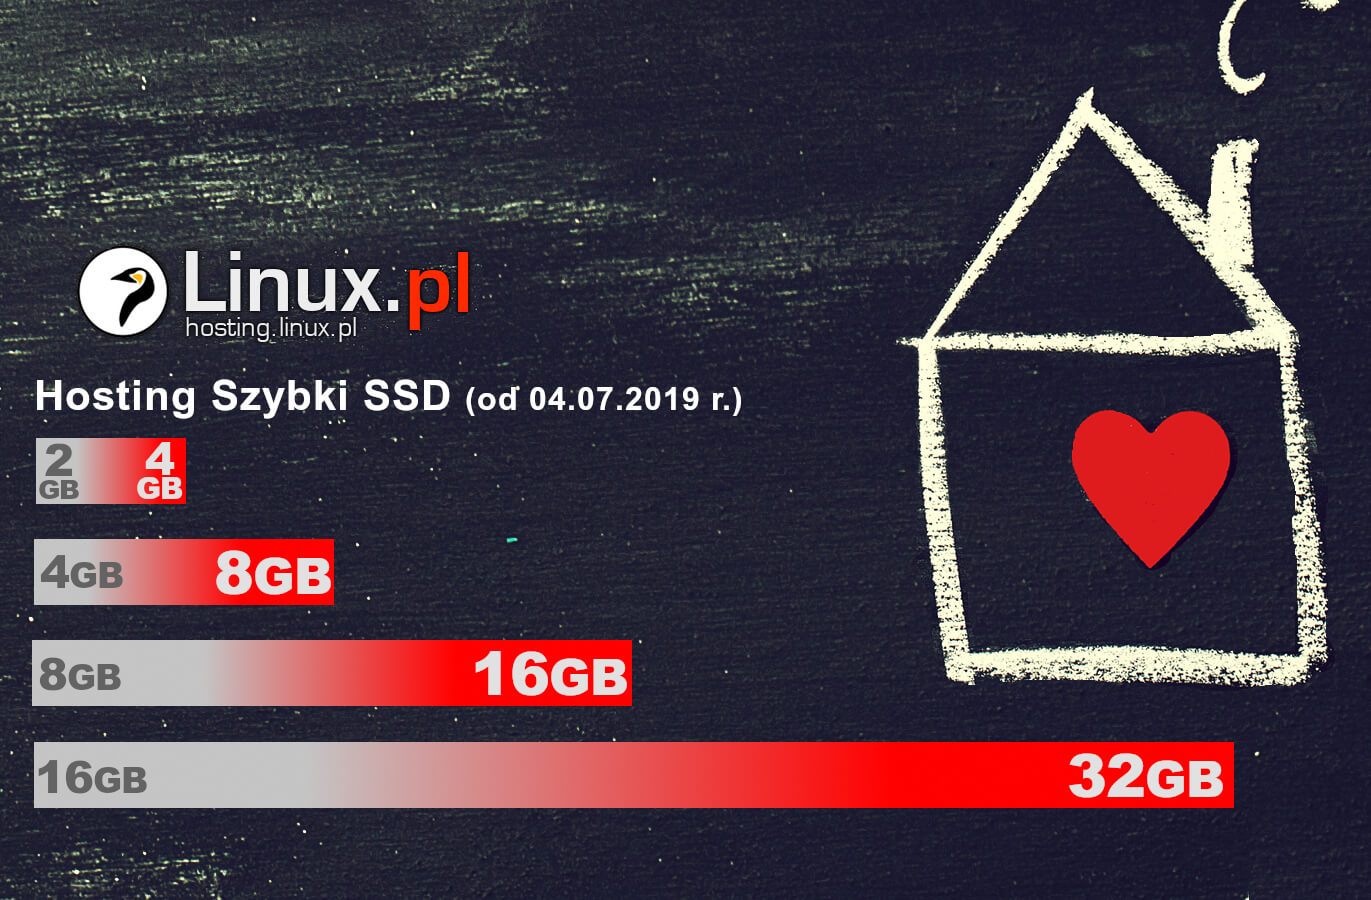 Linux.pl
hosting.linux.pl
Hosting Szybki SSD (od 04.07.2019 r.)
2 GB 4 GB
4GB 8GB
8GB 16GB
16GB 32GB